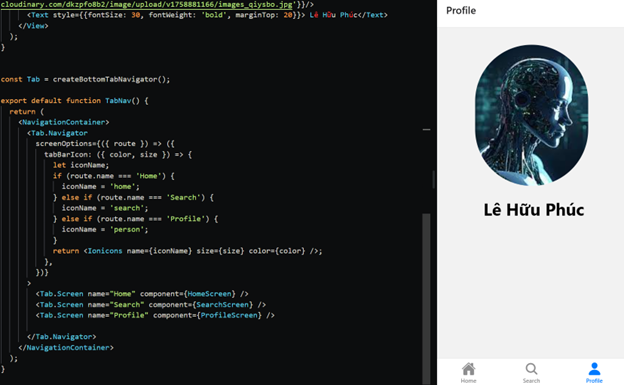 cloudinary.com/dkzpfo8b2/image/upload/v1758881166/images_qiysbo.jpg'}}/>
<Text style={{fontSize: 30, fontWeight: 'bold', marginTop: 20}}> Lê Hữu Phúc</Text>
</View>
);
}
const Tab = createBottomTabNavigator();
export default function TabNav() {
return (
<NavigationContainer>
<Tab.Navigator
screenOptions={({ route }) => ({
tabBarIcon: ({ color, size }) => {
let iconName;
if (route.name === 'Home') {
iconName = 'home';
} else if (route.name === 'Search') {
iconName = 'search';
} else if (route.name === 'Profile') {
iconName = 'person';
}
return <Ionicons name={iconName} size={size} color={color} />;
},
})}
>
<Tab.Screen name="Home" component={HomeScreen} />
<Tab.Screen name="Search" component={SearchScreen} />
<Tab.Screen name="Profile" component={ProfileScreen} />
</Tab.Navigator>
</NavigationContainer>
);
}
Profile
Lê Hữu Phúc
Home
Search
Profile